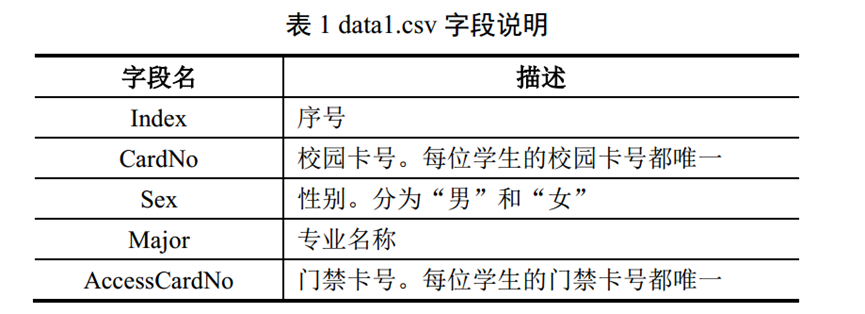 表 1 data1.csv 字段说明
字段名 描述
Index 序号
CardNo 校园卡号。每位学生的校园卡号都唯一
Sex 性别。分为“男”和“女”
Major 专业名称
AccessCardNo 门禁卡号。每位学生的门禁卡号都唯一